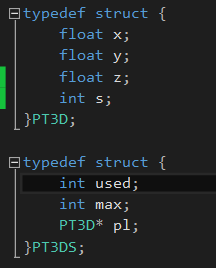 typedef struct {
float x;
float y;
float z;
int s;
}PT3D;
typedef struct {
int used;
int max;
PT3D* pl;
}PT3DS;